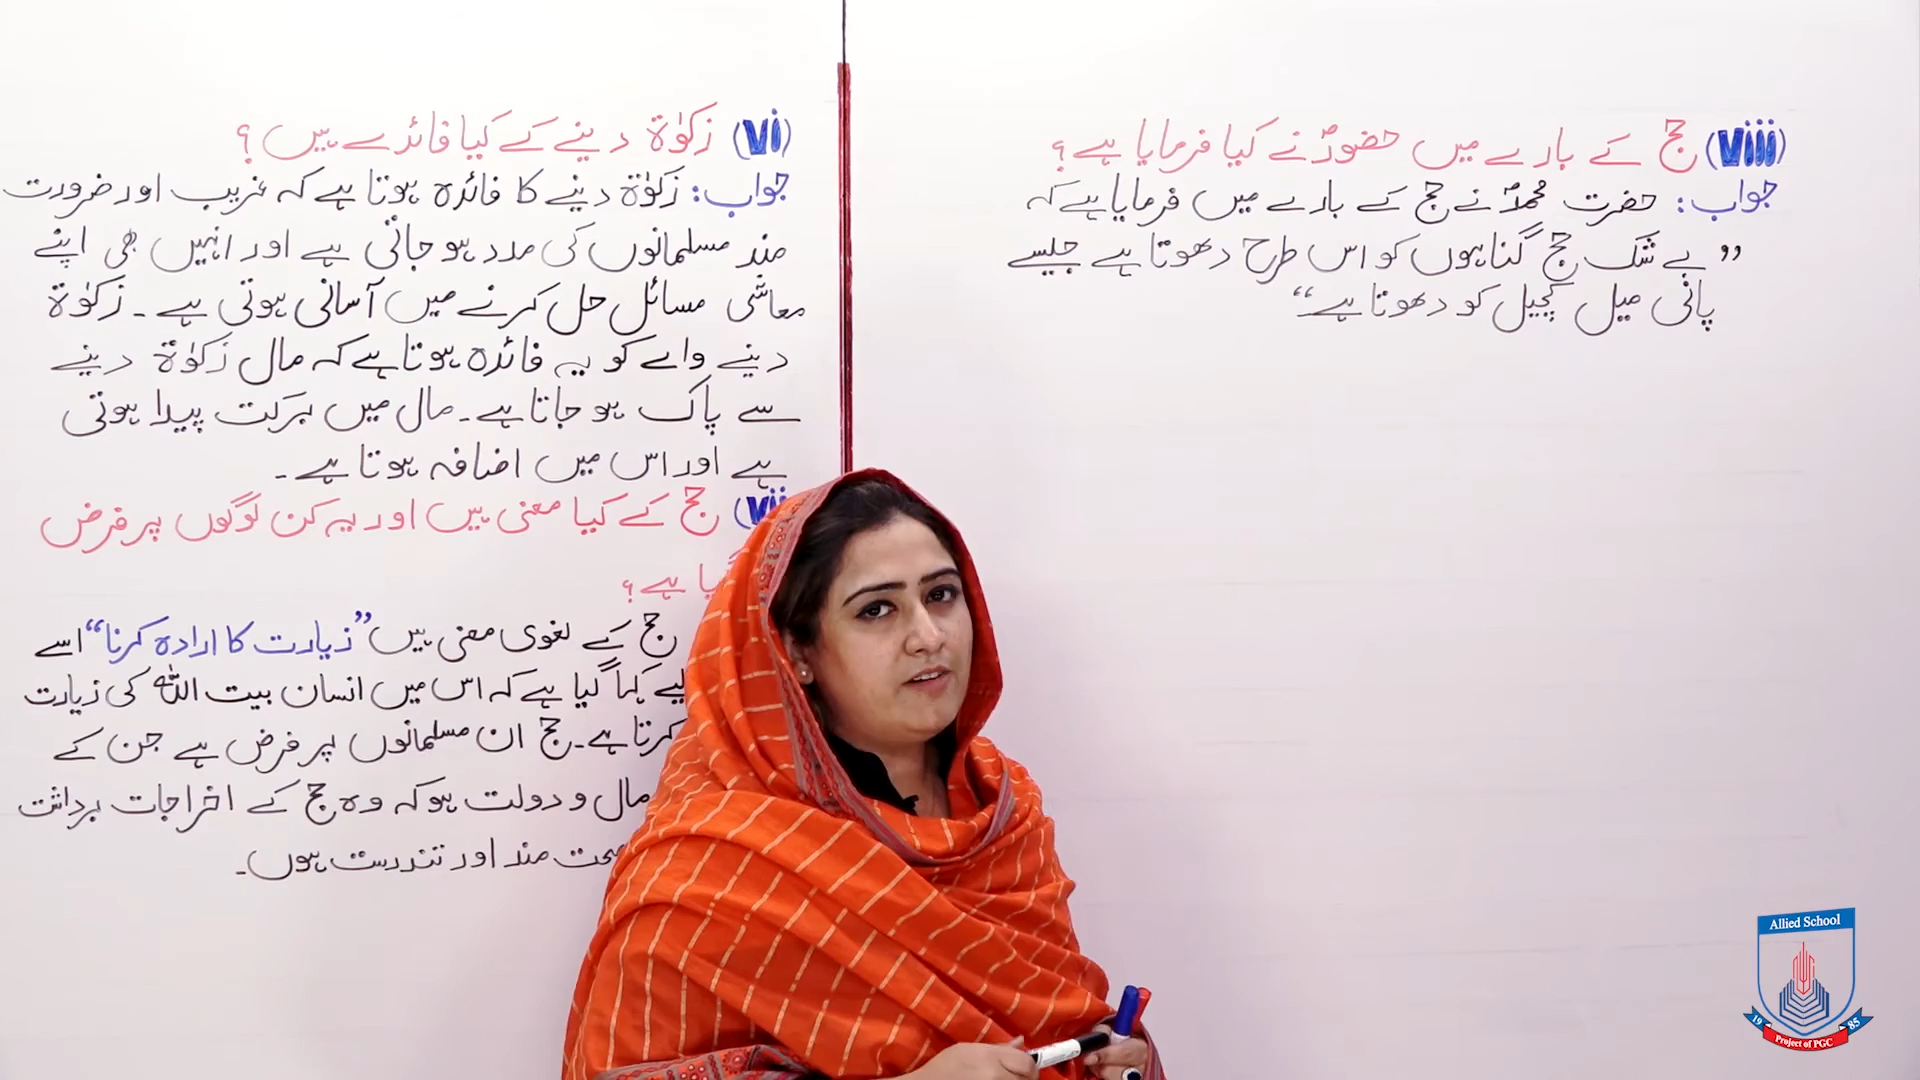 (vi) زکوٰۃ دینے کے کیا فائدے ہیں؟
جواب: زکوٰۃ دینے کا فائدہ ہوتا ہے کہ غریب اور ضرورت
مند مسلمانوں کی مدد ہو جاتی ہے اور انہیں بھی اپنے
معاشی مسائل حل کرنے میں آسانی ہوتی ہے۔ زکوٰۃ
دینے والے کو یہ فائدہ ہوتا ہے کہ مال زکوٰۃ دینے
سے پاک ہو جاتا ہے۔ مال میں برکت پیدا ہوتی
ہے اور اس میں اضافہ ہوتا ہے۔
حج کے کیا معنی ہیں اور یہ کن لوگوں پر فرض
ہے؟
حج کے لغوی معنی ہیں ”زیارت کا ارادہ کرنا“ اسے
لیے کہا گیا ہے کہ اس میں انسان بیت اللہ کی زیارت
کرتا ہے۔ حج ان مسلمانوں پر فرض ہے جن کے
مال و دولت ہو کہ وہ حج کے اخراجات برداشت
مند اور تندرست ہوں۔
(viii) حج کے بارے میں حضورؐ نے کیا فرمایا ہے؟
جواب: حضرت محمدؐ نے حج کے بارے میں فرمایا ہے کہ
”بے شک حج گناہوں کو اس طرح دھوتا ہے جیسے
پانی میل کچیل کو دھوتا ہے۔“
Allied School
19 85
Project of PGC